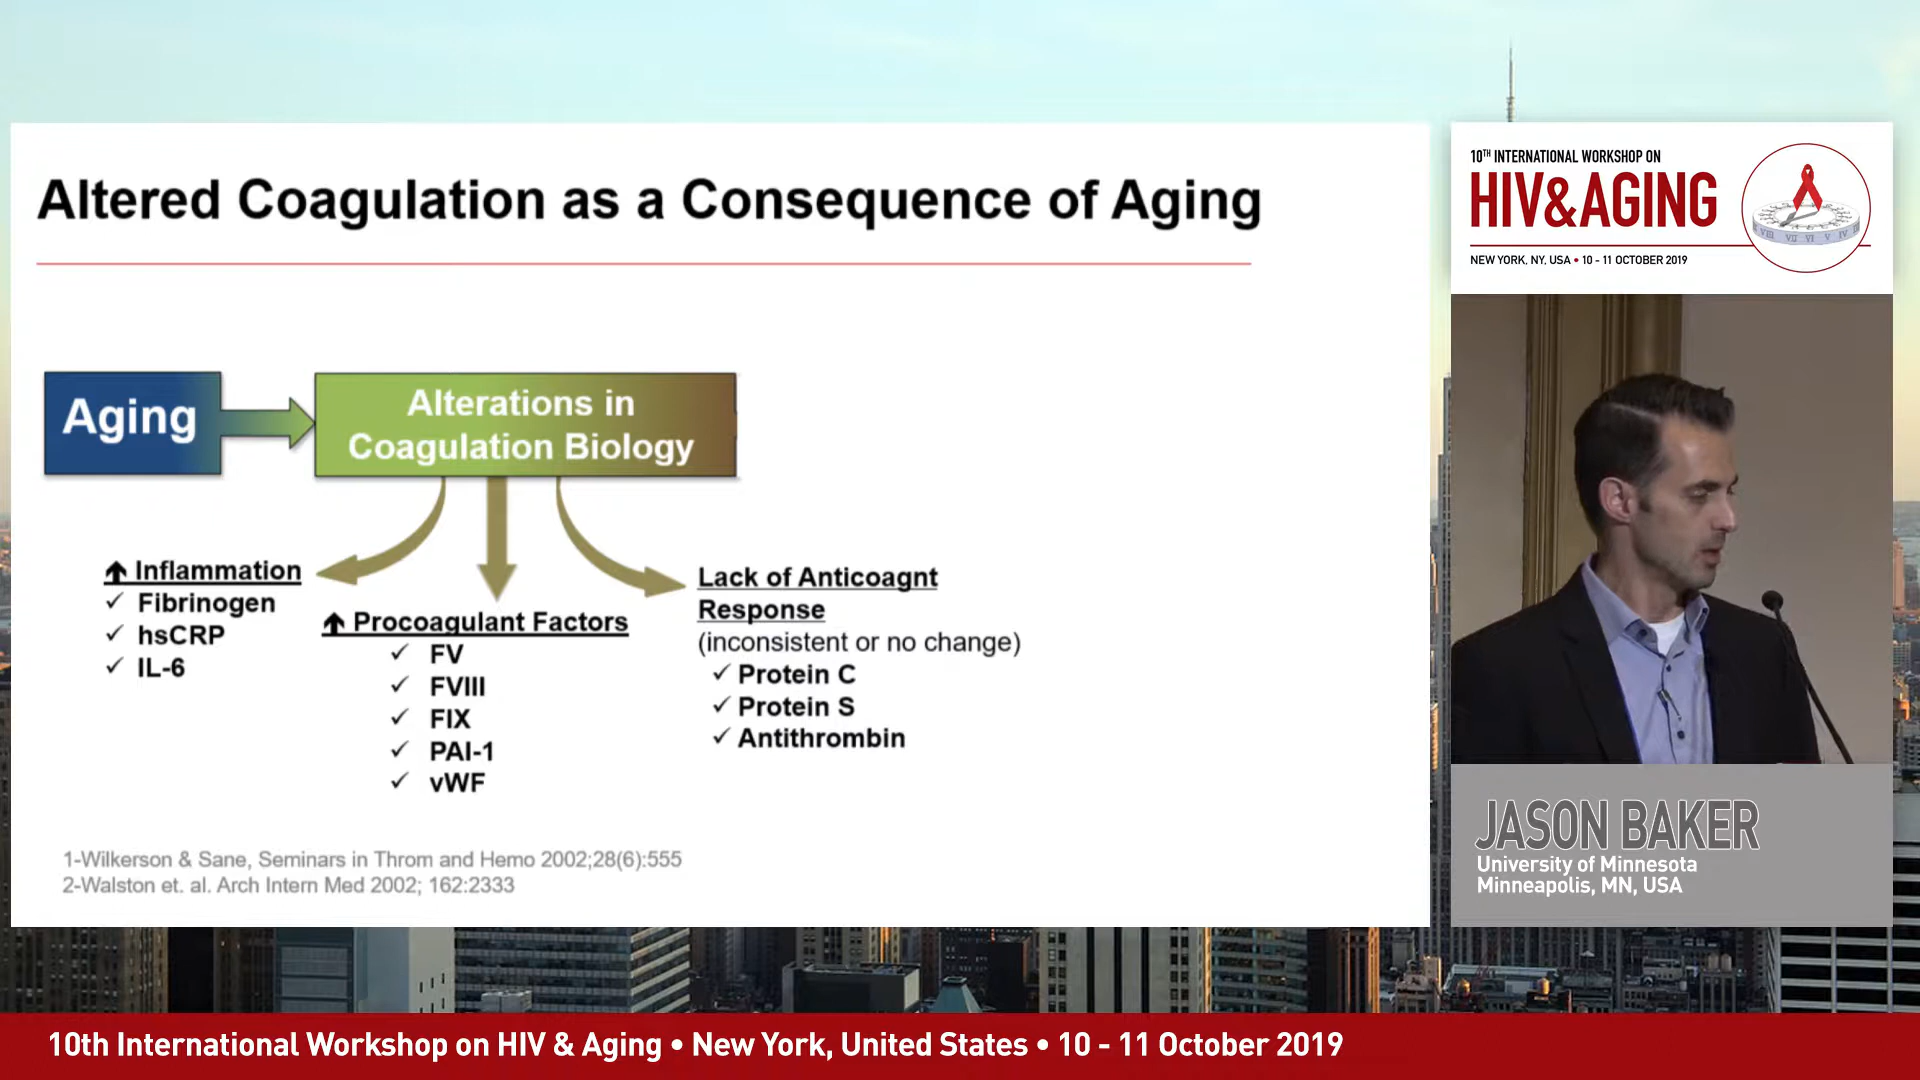 Altered Coagulation as a Consequence of Aging
Aging
Alterations in
Coagulation Biology
Inflammation
✓ Fibrinogen
✓ hsCRP
✓ IL-6
Procoagulant Factors
✓ FV
✓ FVIII
✓ FIX
✓ PAI-1
✓ vWF
Lack of Anticoagnt
Response
(inconsistent or no change)
✓ Protein C
✓ Protein S
✓ Antithrombin
1-Wilkerson & Sane, Seminars in Throm and Hemo 2002;28(6):555
2-Walston et. al. Arch Intern Med 2002; 162:2333
10TH INTERNATIONAL WORKSHOP ON
HIV&AGING
NEW YORK, NY, USA • 10 - 11 OCTOBER 2019
JASON BAKER
University of Minnesota
Minneapolis, MN, USA
10th International Workshop on HIV & Aging • New York, United States • 10 - 11 October 2019